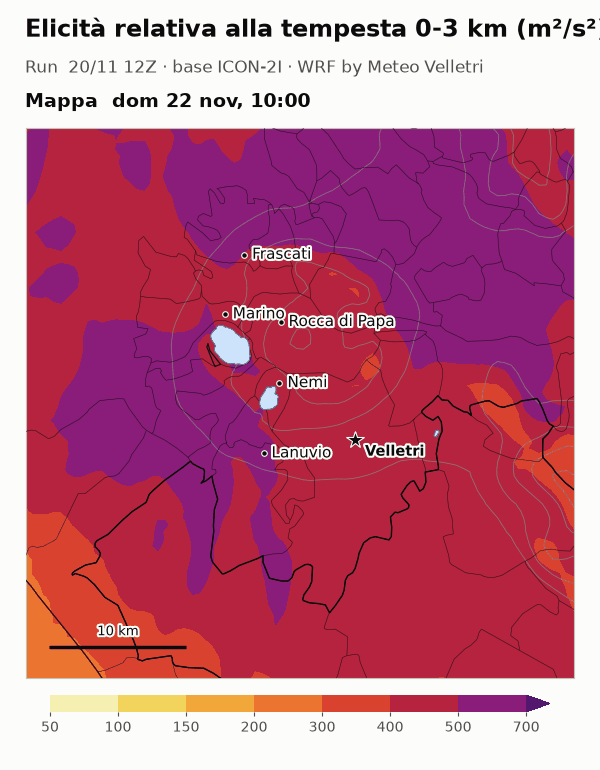 Elicità relativa alla tempesta 0-3 km (m²/s²)
Run  20/11 12Z · base ICON-2I · WRF by Meteo Velletri
Mappa  dom 22 nov, 10:00
Frascati
Marino
Rocca di Papa
Nemi
Lanuvio
Velletri
10 km
50 100 150 200 300 400 500 700